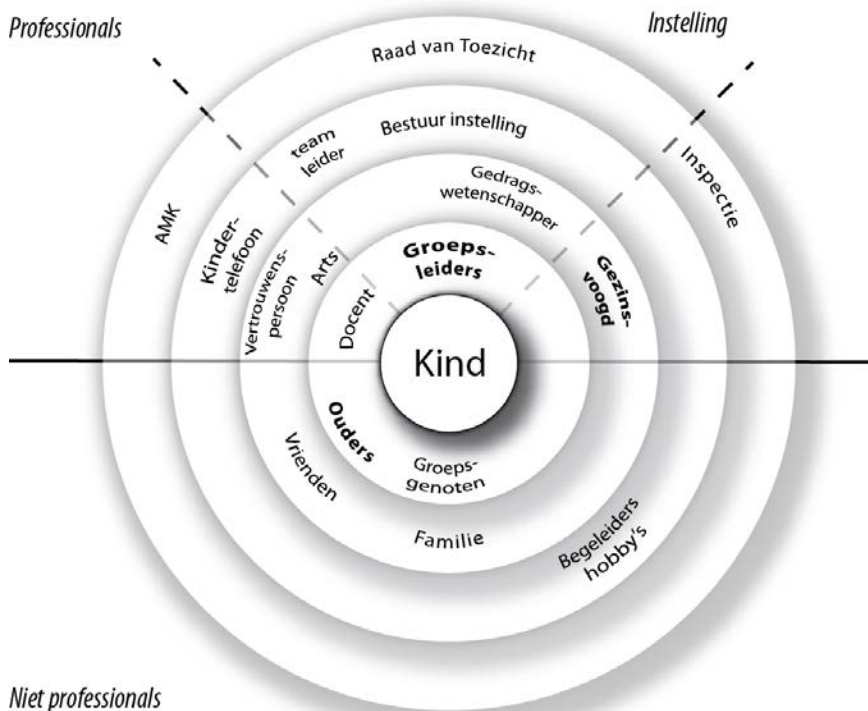 Professionals
Instelling
Raad van Toezicht
Bestuur instelling
team
leider
Inspectie
Gedrags-
wetenschapper
AMK
Kinder-
telefoon
Arts
Groeps-
leiders
Gezins-
voogd
Vertrouwens-
persoon
Docent
Kind
Ouders
Vrienden
Groeps-
genoten
Familie
Begeleiders
hobby's
Niet professionals